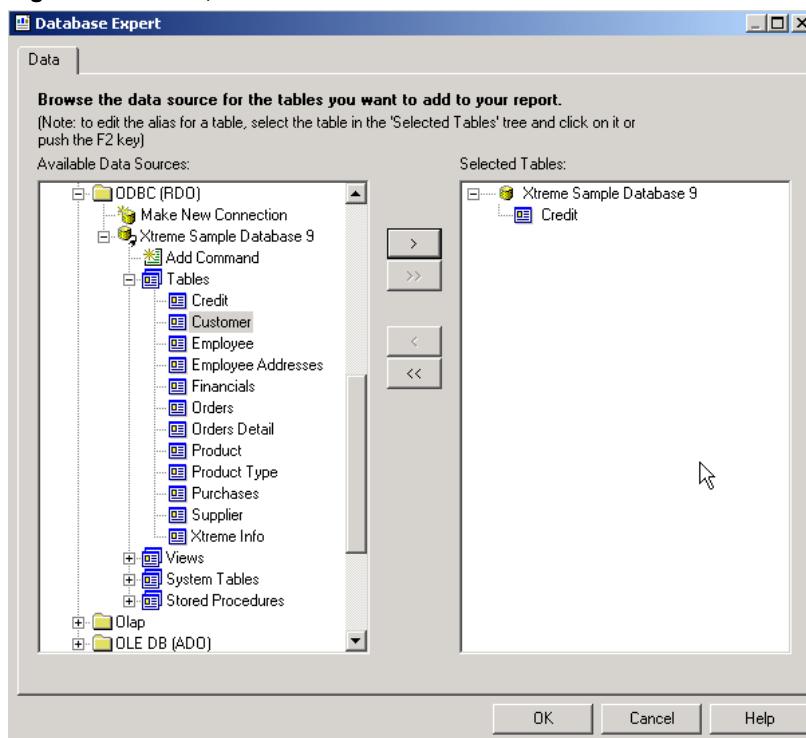 Database Expert
Data
Browse the data source for the tables you want to add to your report.
(Note: to edit the alias for a table, select the table in the 'Selected Tables' tree and click on it or
push the F2 key)
Available Data Sources:
ODBC (RDO)
Make New Connection
Xtreme Sample Database 9
Add Command
Tables
Credit
Customer
Employee
Employee Addresses
Financials
Orders
Orders Detail
Product
Product Type
Purchases
Supplier
Xtreme Info
Views
System Tables
Stored Procedures
Olap
OLE DB (ADO)
>
>>
<
<<
Selected Tables:
Xtreme Sample Database 9
Credit
OK Cancel Help